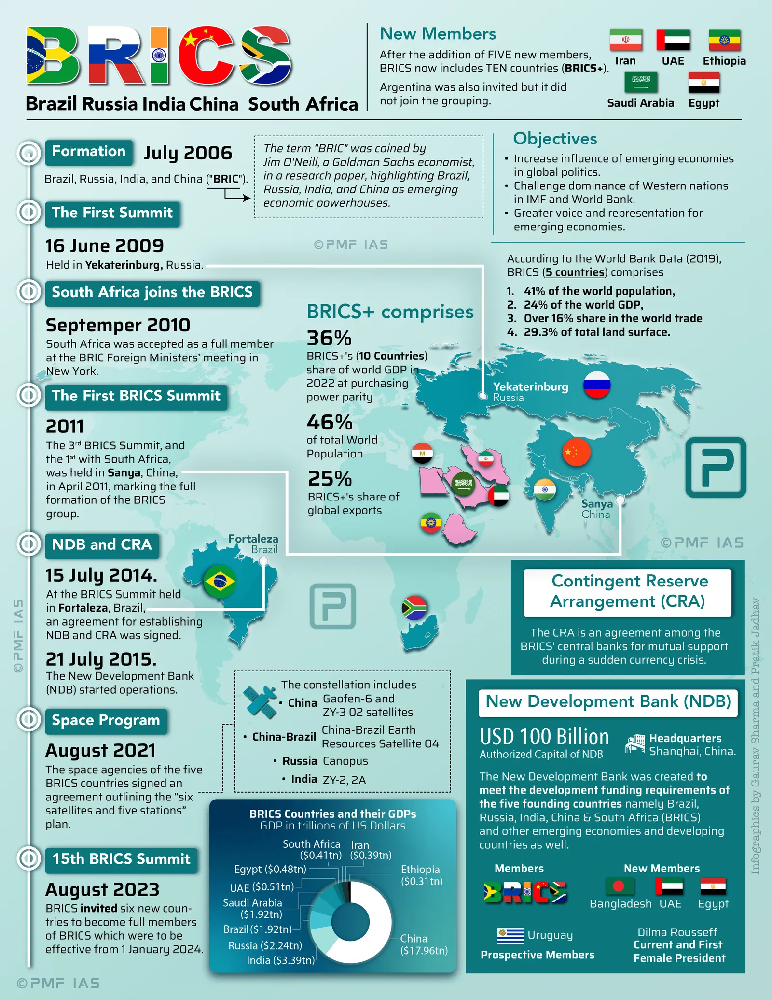 BRICS
Brazil Russia India China South Africa
New Members
After the addition of FIVE new members,
BRICS now includes TEN countries (BRICS+).
Argentina was also invited but it did
not join the grouping.
Iran
UAE
Ethiopia
Saudi Arabia
Egypt
Formation
July 2006
Brazil, Russia, India, and China ("BRIC").
The term "BRIC" was coined by
Jim O'Neill, a Goldman Sachs economist,
in a research paper, highlighting Brazil,
Russia, India, and China as emerging
economic powerhouses.
Objectives
• Increase influence of emerging economies
in global politics.
• Challenge dominance of Western nations
in IMF and World Bank.
• Greater voice and representation for
emerging economies.
The First Summit
16 June 2009
Held in Yekaterinburg, Russia.
©PMF IAS
According to the World Bank Data (2019),
BRICS (5 countries) comprises
1. 41% of the world population,
2. 24% of the world GDP,
3. Over 16% share in the world trade
4. 29.3% of total land surface.
South Africa joins the BRICS
Septemper 2010
South Africa was accepted as a full member
at the BRIC Foreign Ministers’ meeting in
New York.
BRICS+ comprises
36%
BRICS+'s (10 Countries)
share of world GDP in
2022 at purchasing
power parity
46%
of total World
Population
25%
BRICS+'s share of
global exports
Yekaterinburg
Russia
Sanya
China
P
©PMF IAS
The First BRICS Summit
2011
The 3rd BRICS Summit, and
the 1st with South Africa,
was held in Sanya, China,
in April 2011, marking the full
formation of the BRICS
group.
NDB and CRA
15 July 2014.
At the BRICS Summit held
in Fortaleza, Brazil,
an agreement for establishing
NDB and CRA was signed.
21 July 2015.
The New Development Bank
(NDB) started operations.
Fortaleza
Brazil
P
©PMF IAS
Contingent Reserve
Arrangement (CRA)
The CRA is an agreement among the
BRICS' central banks for mutual support
during a sudden currency crisis.
Space Program
August 2021
The space agencies of the five
BRICS countries signed an
agreement outlining the “six
satellites and five stations”
plan.
The constellation includes
• China Gaofen-6 and
ZY-3 02 satellites
• China-Brazil China-Brazil Earth
Resources Satellite 04
• Russia Canopus
• India ZY-2, 2A
New Development Bank (NDB)
USD 100 Billion
Authorized Capital of NDB
Headquarters
Shanghai, China.
The New Development Bank was created to
meet the development funding requirements of
the five founding countries namely Brazil,
Russia, India, China & South Africa (BRICS)
and other emerging economies and developing
countries as well.
Members
BRICS
New Members
Bangladesh
UAE
Egypt
Uruguay
Prospective Members
Dilma Rousseff
Current and First
Female President
15th BRICS Summit
August 2023
BRICS invited six new coun-
tries to become full members
of BRICS which were to be
effective from 1 January 2024.
BRICS Countries and their GDPs
GDP in trillions of US Dollars
South Africa
($0.41tn)
Iran
($0.39tn)
Egypt ($0.48tn)
Ethiopia
($0.31tn)
UAE ($0.51tn)
Saudi Arabia
($1.92tn)
Brazil ($1.92tn)
Russia ($2.24tn)
India ($3.39tn)
China
($17.96tn)
Infographics by Gaurav Sharma and Pratik Jadhav
©PMF IAS